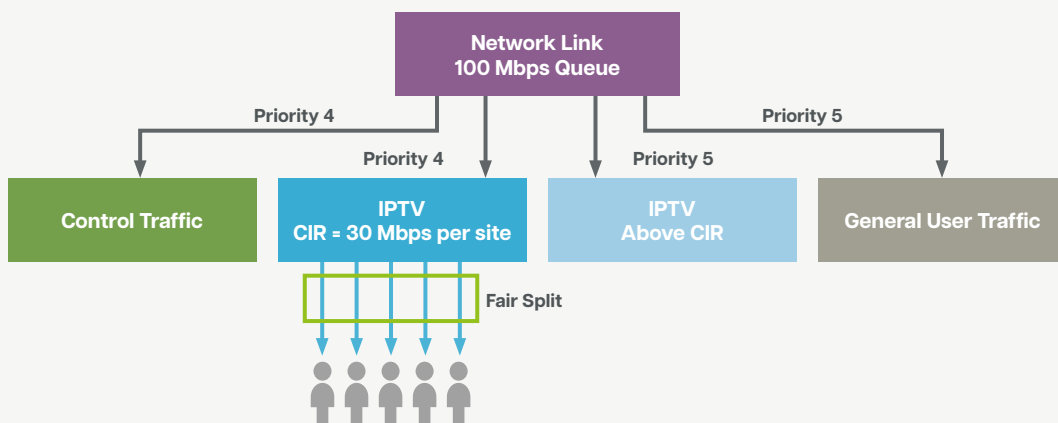 Network Link
100 Mbps Queue
Priority 4
Priority 5
Priority 4
Priority 5
Control Traffic
IPTV
CIR = 30 Mbps per site
IPTV
Above CIR
General User Traffic
Fair Split